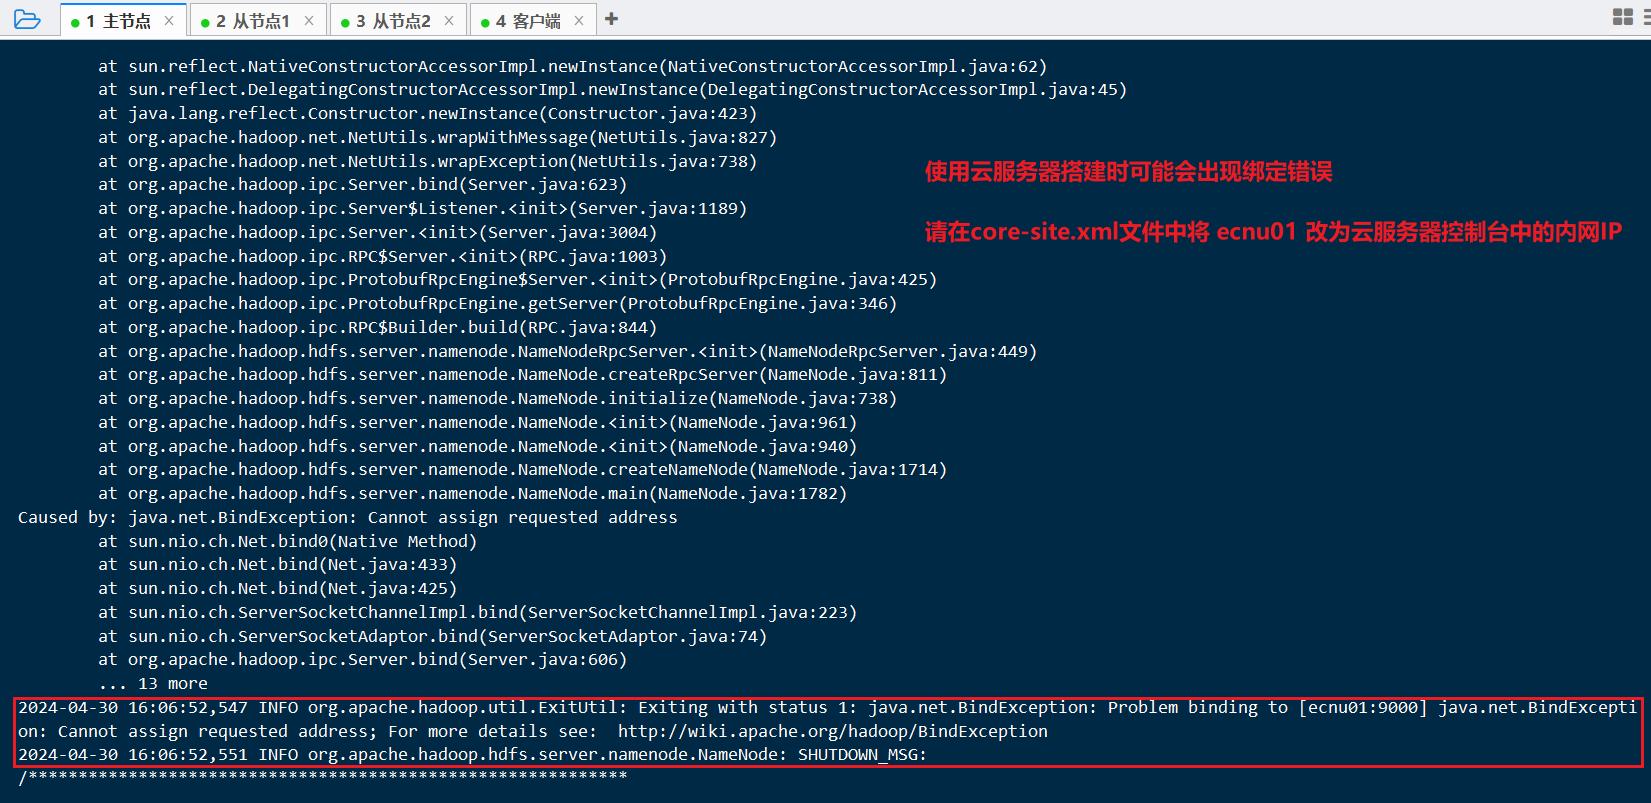 1 主节点 ×
2 从节点1 ×
3 从节点2 ×
4 客户端 ×
+
at sun.reflect.NativeConstructorAccessorImpl.newInstance(NativeConstructorAccessorImpl.java:62)
at sun.reflect.DelegatingConstructorAccessorImpl.newInstance(DelegatingConstructorAccessorImpl.java:45)
at java.lang.reflect.Constructor.newInstance(Constructor.java:423)
at org.apache.hadoop.net.NetUtils.wrapWithMessage(NetUtils.java:827)
at org.apache.hadoop.net.NetUtils.wrapException(NetUtils.java:738)
使用云服务器搭建时可能会出现绑定错误
at org.apache.hadoop.ipc.Server.bind(Server.java:623)
at org.apache.hadoop.ipc.Server$Listener.<init>(Server.java:1189)
at org.apache.hadoop.ipc.Server.<init>(Server.java:3004)
请在core-site.xml文件中将 ecnu01 改为云服务器控制台中的内网IP
at org.apache.hadoop.ipc.RPC$Server.<init>(RPC.java:1003)
at org.apache.hadoop.ipc.ProtobufRpcEngine$Server.<init>(ProtobufRpcEngine.java:425)
at org.apache.hadoop.ipc.ProtobufRpcEngine.getServer(ProtobufRpcEngine.java:346)
at org.apache.hadoop.ipc.RPC$Builder.build(RPC.java:844)
at org.apache.hadoop.hdfs.server.namenode.NameNodeRpcServer.<init>(NameNodeRpcServer.java:449)
at org.apache.hadoop.hdfs.server.namenode.NameNode.createRpcServer(NameNode.java:811)
at org.apache.hadoop.hdfs.server.namenode.NameNode.initialize(NameNode.java:738)
at org.apache.hadoop.hdfs.server.namenode.NameNode.<init>(NameNode.java:961)
at org.apache.hadoop.hdfs.server.namenode.NameNode.<init>(NameNode.java:940)
at org.apache.hadoop.hdfs.server.namenode.NameNode.createNameNode(NameNode.java:1714)
at org.apache.hadoop.hdfs.server.namenode.NameNode.main(NameNode.java:1782)
Caused by: java.net.BindException: Cannot assign requested address
at sun.nio.ch.Net.bind0(Native Method)
at sun.nio.ch.Net.bind(Net.java:433)
at sun.nio.ch.Net.bind(Net.java:425)
at sun.nio.ch.ServerSocketChannelImpl.bind(ServerSocketChannelImpl.java:223)
at sun.nio.ch.ServerSocketAdaptor.bind(ServerSocketAdaptor.java:74)
at org.apache.hadoop.ipc.Server.bind(Server.java:606)
... 13 more
2024-04-30 16:06:52,547 INFO org.apache.hadoop.util.ExitUtil: Exiting with status 1: java.net.BindException: Problem binding to [ecnu01:9000] java.net.BindExcepti
on: Cannot assign requested address; For more details see:  http://wiki.apache.org/hadoop/BindException
2024-04-30 16:06:52,551 INFO org.apache.hadoop.hdfs.server.namenode.NameNode: SHUTDOWN_MSG:
/************************************************************